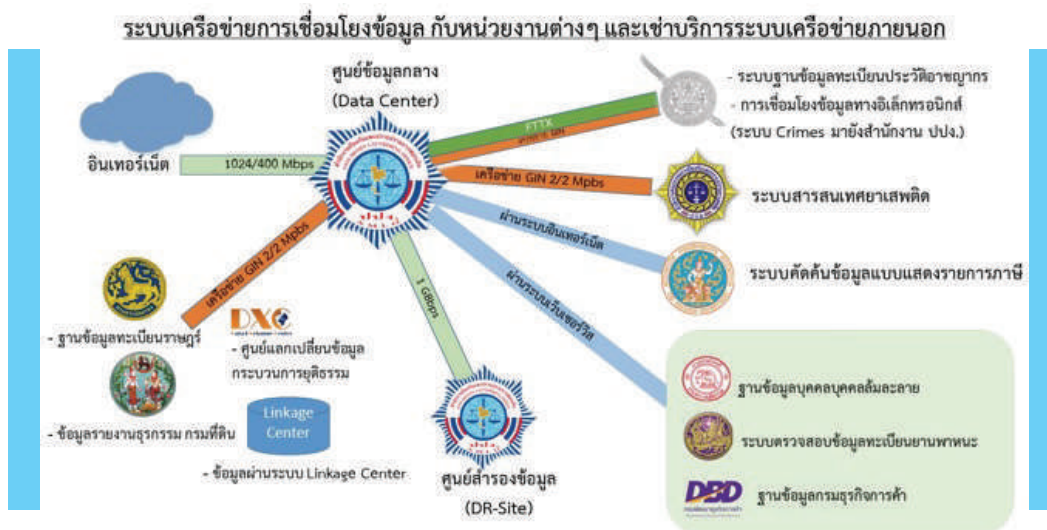 ระบบเครือข่ายการเชื่อมโยงข้อมูล กับหน่วยงานต่างๆ และเช่าบริการระบบเครือข่ายภายนอก
ศูนย์ข้อมูลกลาง
(Data Center)
อินเทอร์เน็ต
1024/400 Mbps
FTTX
- ระบบฐานข้อมูลทะเบียนประวัติอาชญากร
- การเชื่อมโยงข้อมูลทางอิเล็กทรอนิกส์
(ระบบ Crimes มายังสำนักงาน ปปง.)
เครือข่าย GIN 2/2 Mpbs
ระบบสารสนเทศยาเสพติด
ผ่านระบบอินเทอร์เน็ต
ระบบคัดค้นข้อมูลแบบแสดงรายการภาษี
เครือข่าย GIN 2/2 Mpbs
1 GBbps
ผ่านระบบเว็บเซอร์วิส
- ฐานข้อมูลทะเบียนราษฎร์
DXC
- ศูนย์แลกเปลี่ยนข้อมูล
กระบวนการยุติธรรม
- ข้อมูลรายงานธุรกรรม กรมที่ดิน
Linkage
Center
- ข้อมูลผ่านระบบ Linkage Center
ศูนย์สำรองข้อมูล
(DR-Site)
ฐานข้อมูลบุคคลบุคคลล้มละลาย
ระบบตรวจสอบข้อมูลทะเบียนยานพาหนะ
DBD
กรมพัฒนาธุรกิจการค้า
ฐานข้อมูลกรมธุรกิจการค้า